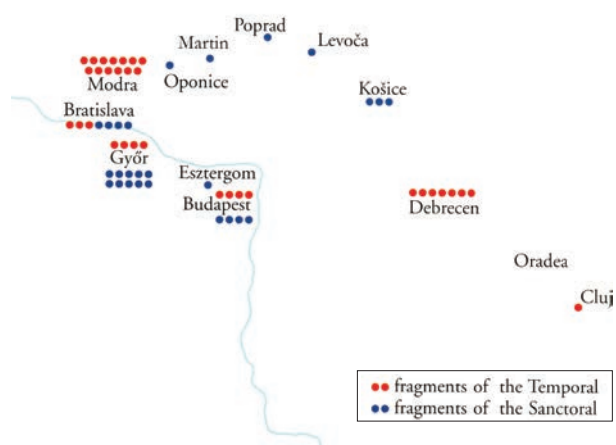 Poprad
Levoča
Martin
Oponice
Modra
Košice
Bratislava
Győr
Esztergom
Budapest
Debrecen
Oradea
Cluj
fragments of the Temporal
fragments of the Sanctoral